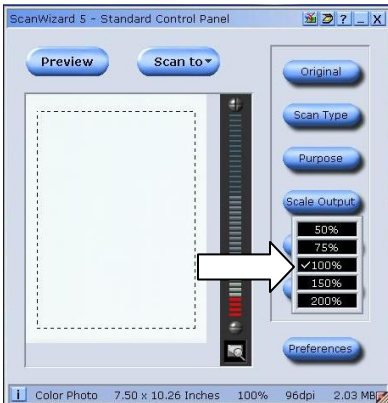 ScanWizard 5 - Standard Control Panel
? _ X
Preview
Scan to
Original
Scan Type
Purpose
Scale Output
50%
75%
✓100%
150%
200%
Preferences
i Color Photo 7.50 x 10.26 Inches 100% 96dpi 2.03 MB